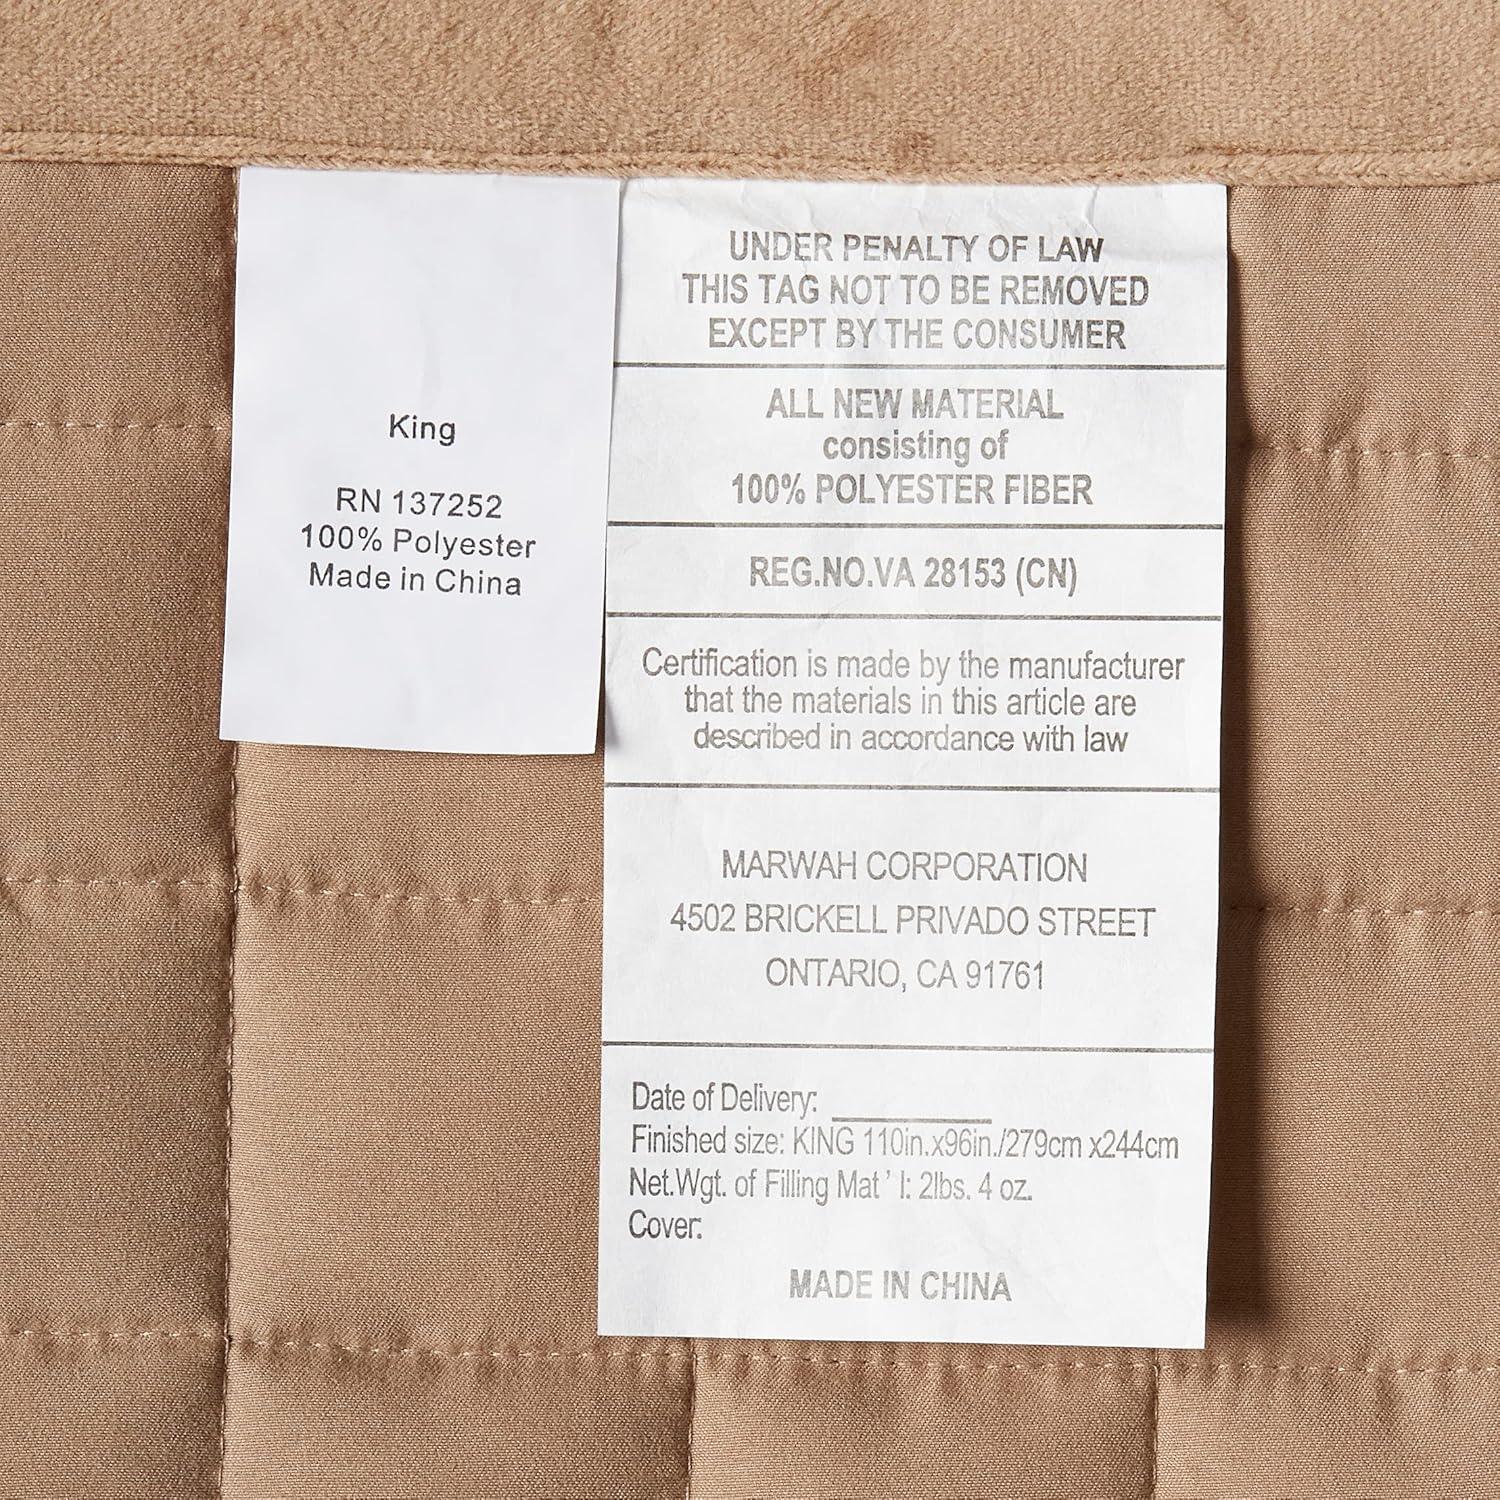 King
RN 137252
100% Polyester
Made in China
UNDER PENALTY OF LAW
THIS TAG NOT TO BE REMOVED
EXCEPT BY THE CONSUMER
ALL NEW MATERIAL
consisting of
100% POLYESTER FIBER
REG.NO.VA 28153 (CN)
Certification is made by the manufacturer
that the materials in this article are
described in accordance with law
MARWAH CORPORATION
4502 BRICKELL PRIVADO STREET
ONTARIO, CA 91761
Date of Delivery: __________
Finished size: KING 110in.x96in./279cm x244cm
Net.Wgt. of Filling Mat ' l: 2lbs. 4 oz.
Cover:
MADE IN CHINA